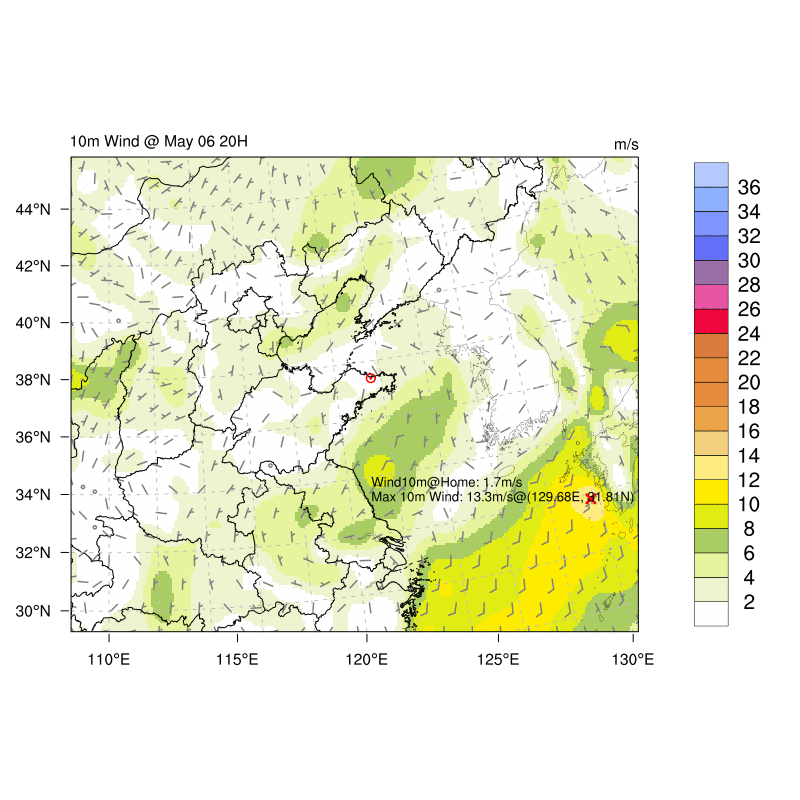 10m Wind @ May 06 20H
m/s
44°N
42°N
40°N
38°N
36°N
34°N
32°N
30°N
110°E
115°E
120°E
125°E
130°E
Wind10m@Home: 1.7m/s
Max 10m Wind: 13.3m/s@(129.68E, 31.81N)
36
34
32
30
28
26
24
22
20
18
16
14
12
10
8
6
4
2